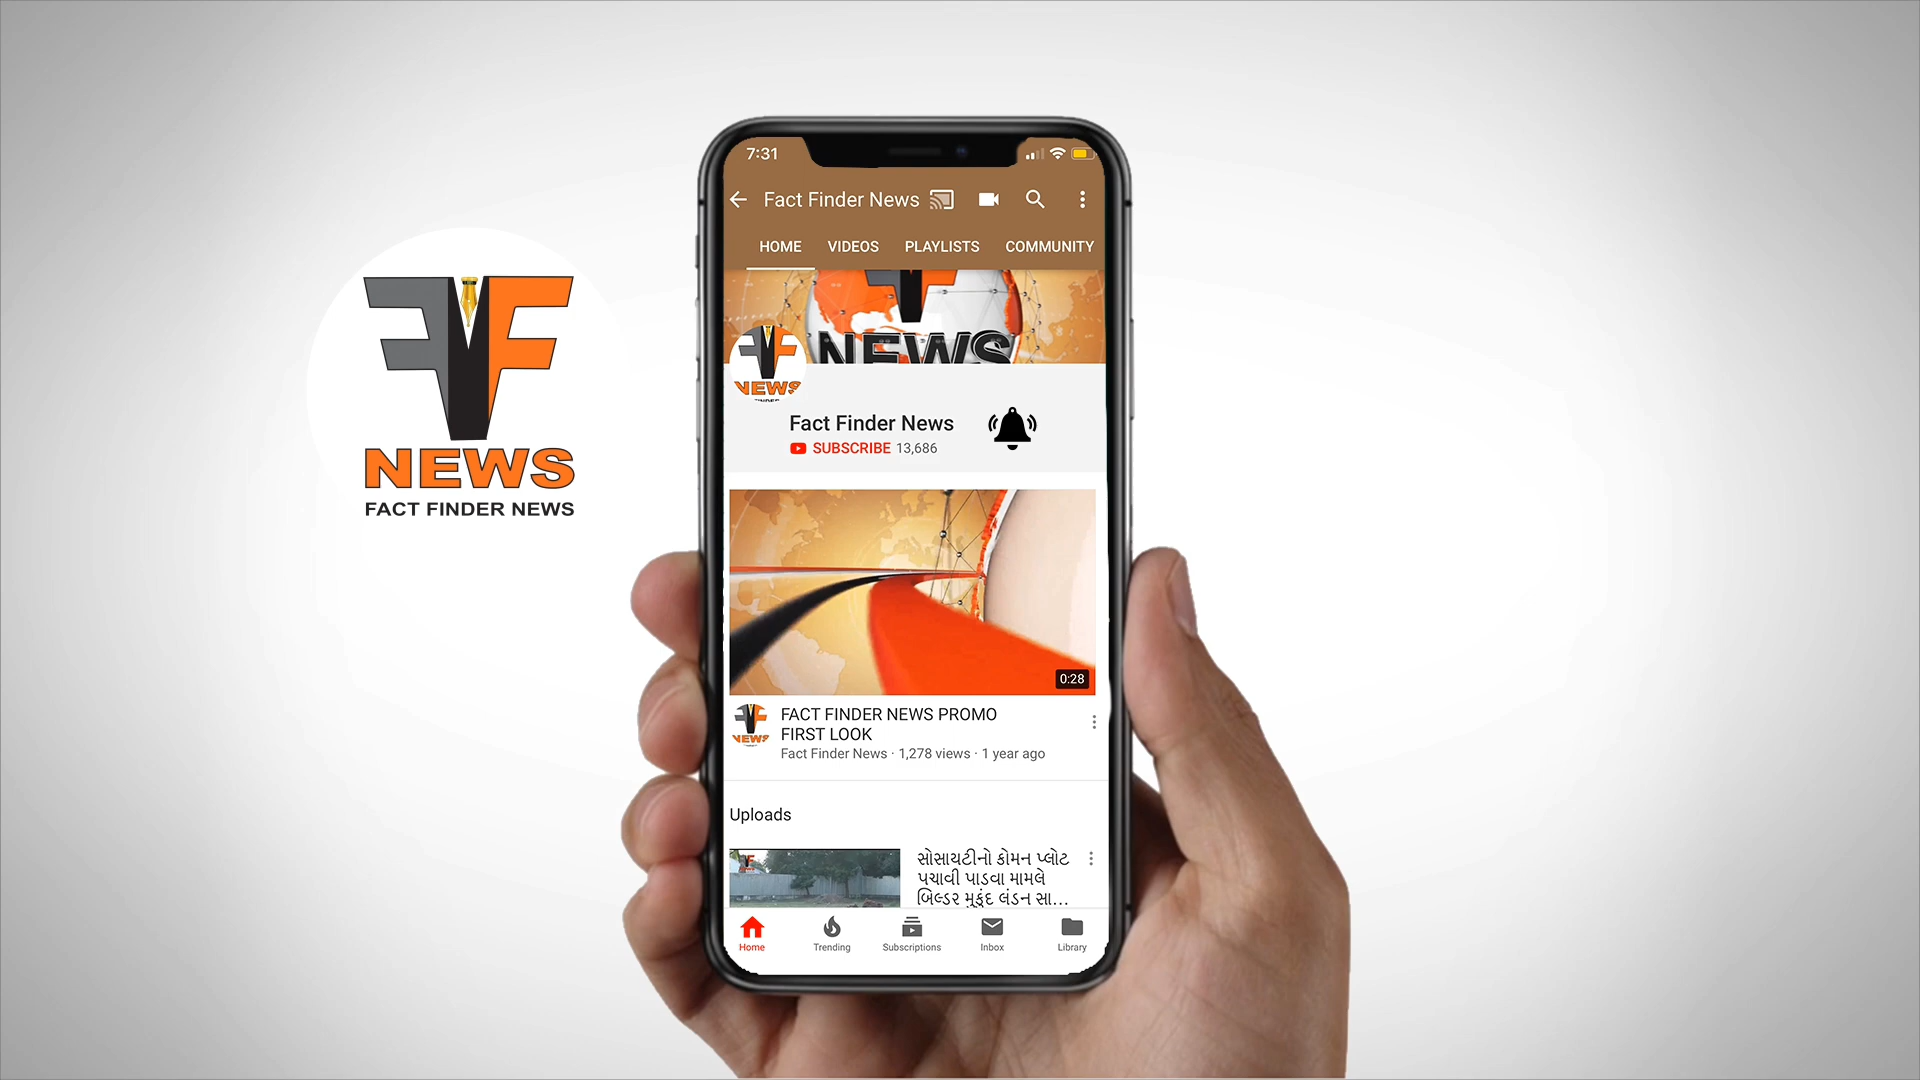 NEWS
FACT FINDER NEWS
7:31
Fact Finder News
HOME VIDEOS PLAYLISTS COMMUNITY
NEWS
NEWS
Fact Finder News
SUBSCRIBE 13,686
0:28
NEWS
FACT FINDER NEWS PROMO
FIRST LOOK
Fact Finder News · 1,278 views · 1 year ago
Uploads
સોસાયટીનો કોમન પ્લોટ
પચાવી પાડવા મામલે
બિલ્ડર મૂકુંદ લંડન સા...
Home Trending Subscriptions Inbox Library